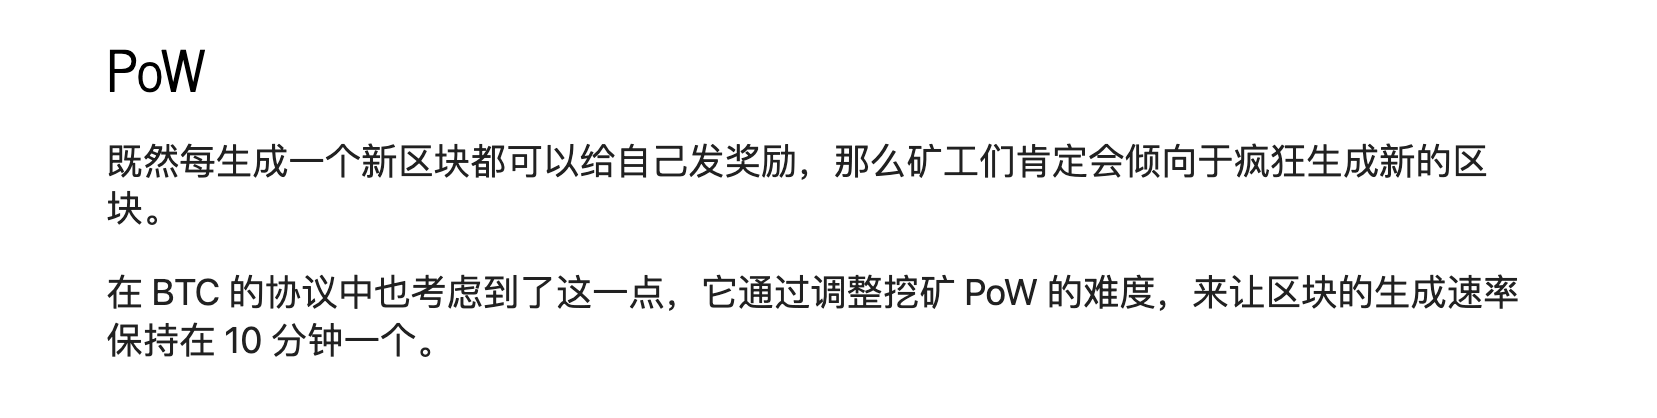 PoW
既然每生成一个新区块都可以给自己发奖励，那么矿工们肯定会倾向于疯狂生成新的区
块。
在 BTC 的协议中也考虑到了这一点，它通过调整挖矿 PoW 的难度，来让区块的生成速率
保持在 10 分钟一个。